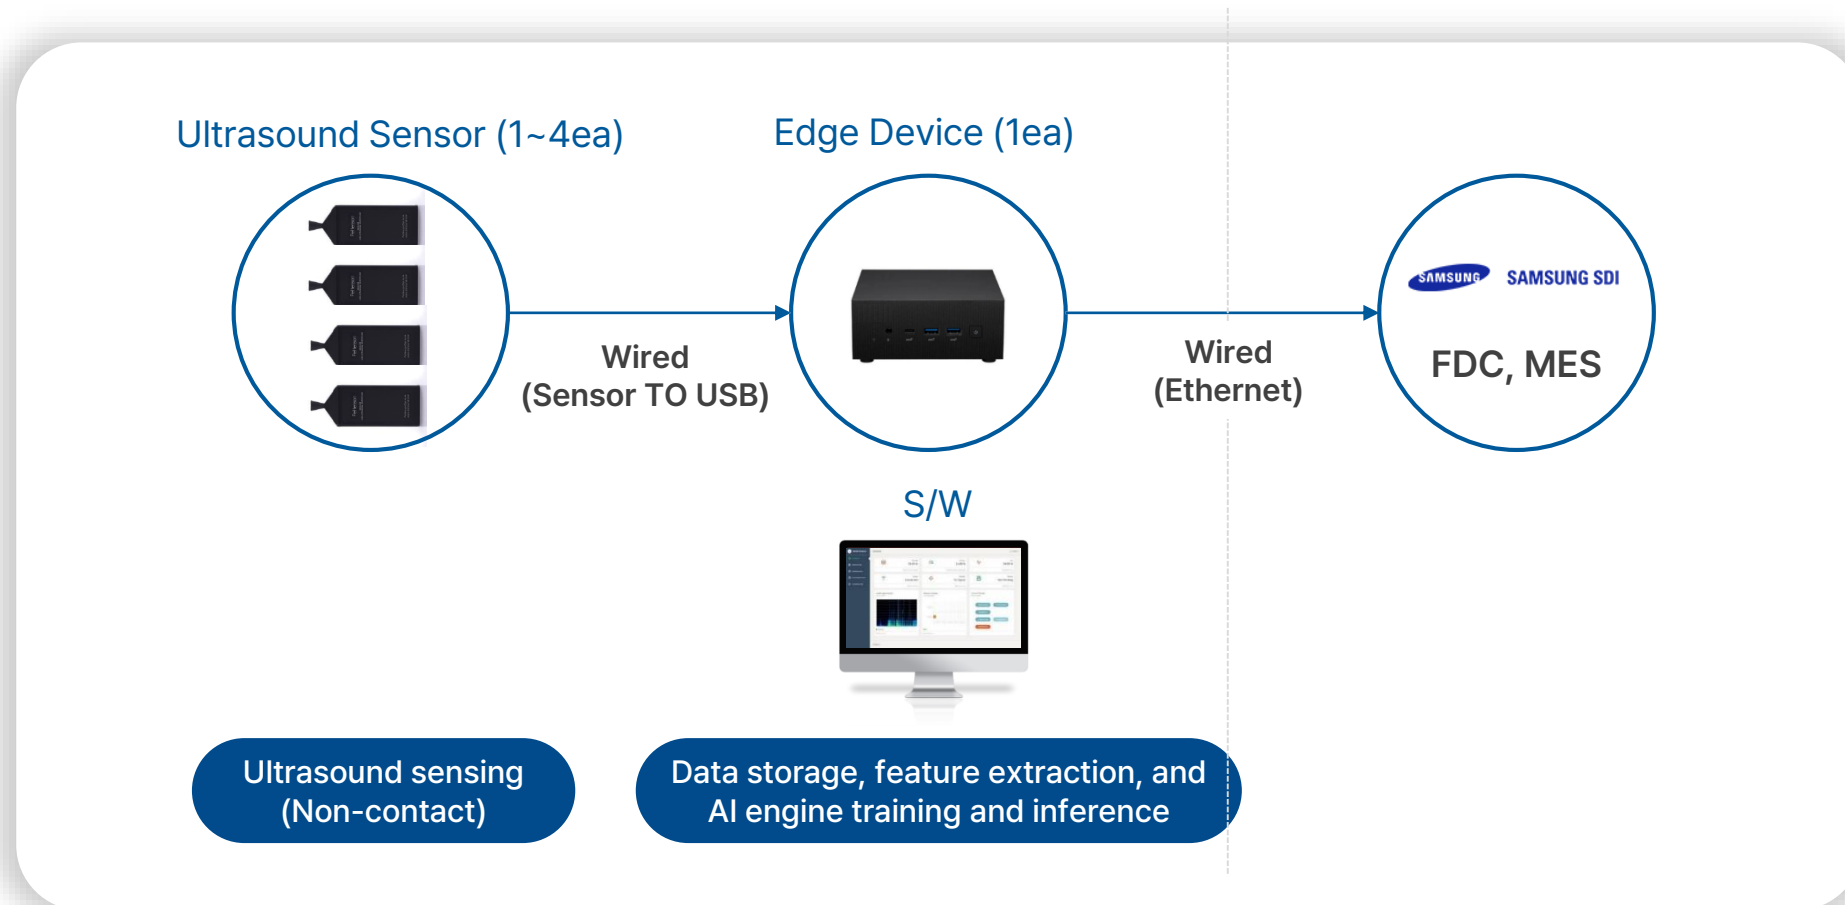 Ultrasound Sensor (1~4ea)
Edge Device (1ea)
SAMSUNG
SAMSUNG SDI
FDC, MES
Wired
(Sensor TO USB)
Wired
(Ethernet)
S/W
Ultrasound sensing
(Non-contact)
Data storage, feature extraction, and
AI engine training and inference